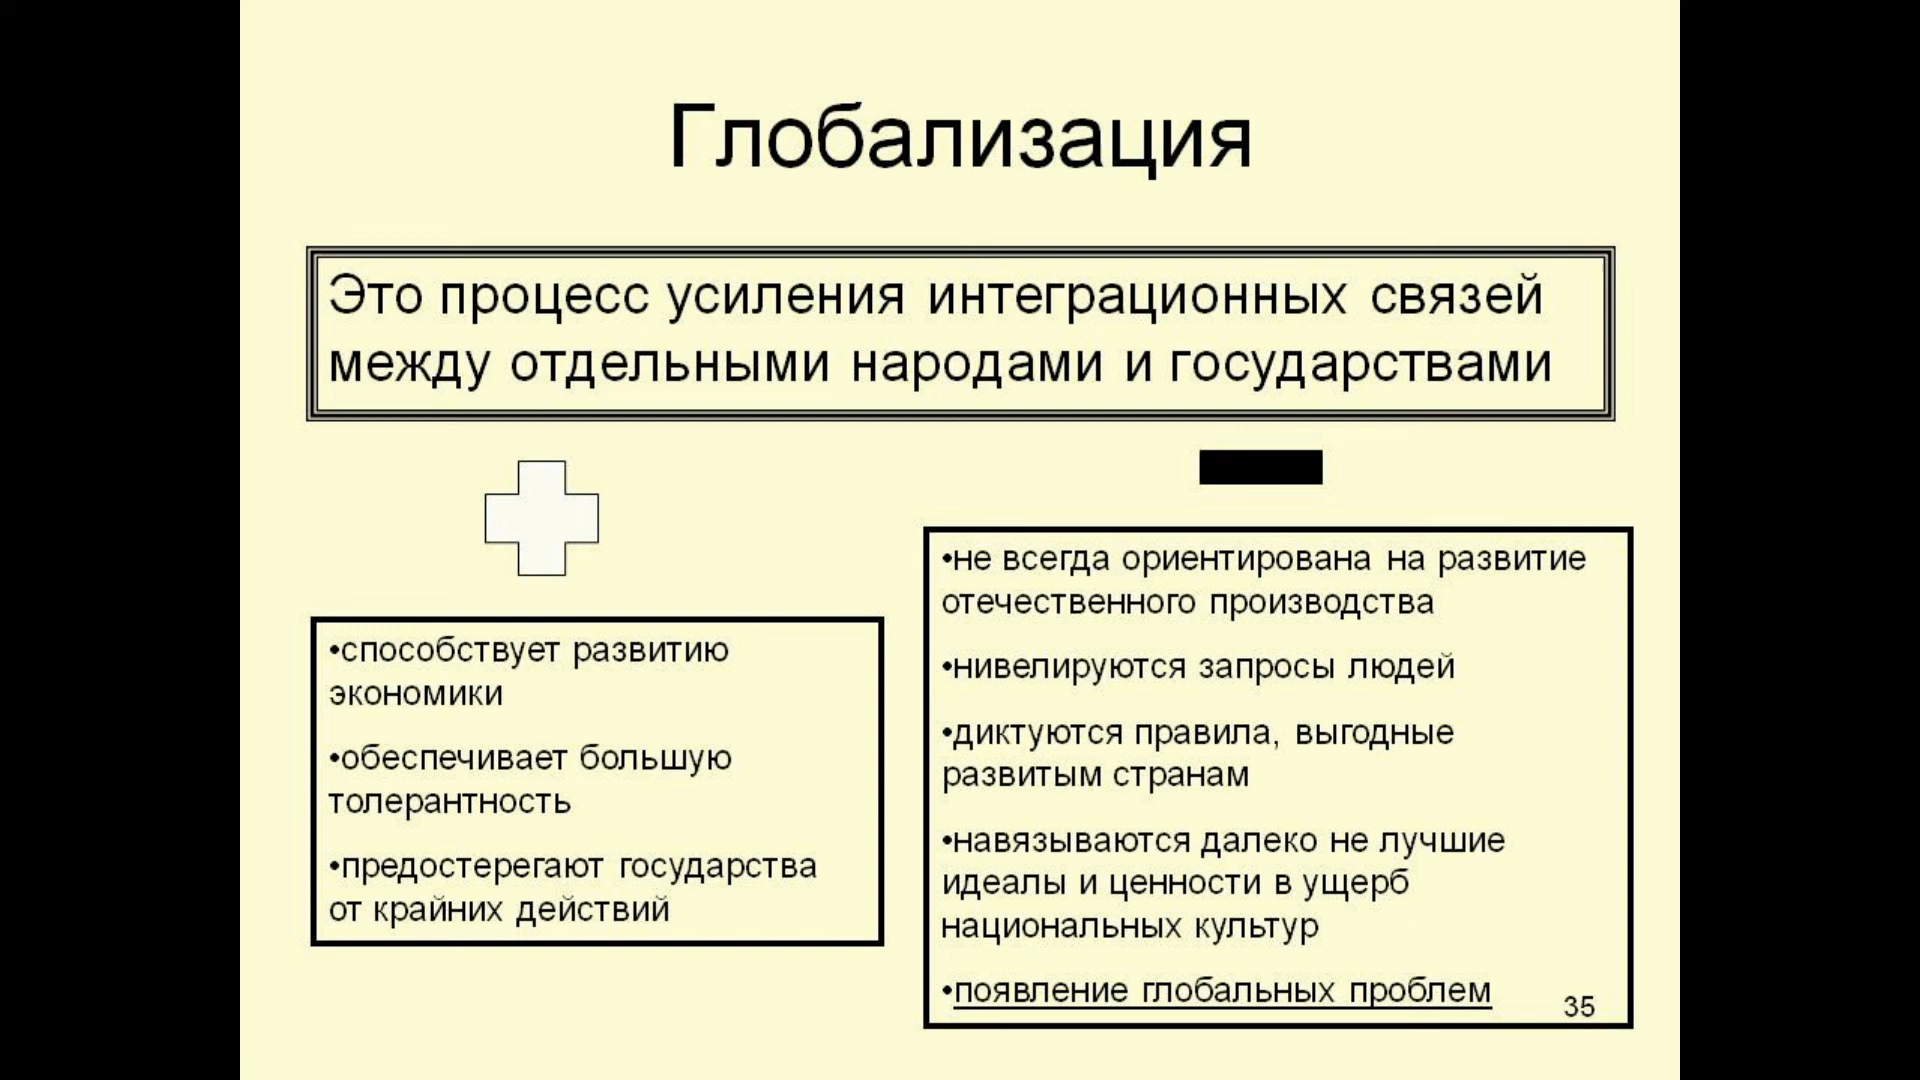 Глобализация
Это процесс усиления интеграционных связей
между отдельными народами и государствами
•способствует развитию
экономики
•обеспечивает большую
толерантность
•предостерегают государства
от крайних действий
•не всегда ориентирована на развитие
отечественного производства
•нивелируются запросы людей
•диктуются правила, выгодные
развитым странам
•навязываются далеко не лучшие
идеалы и ценности в ущерб
национальных культур
•появление глобальных проблем
35